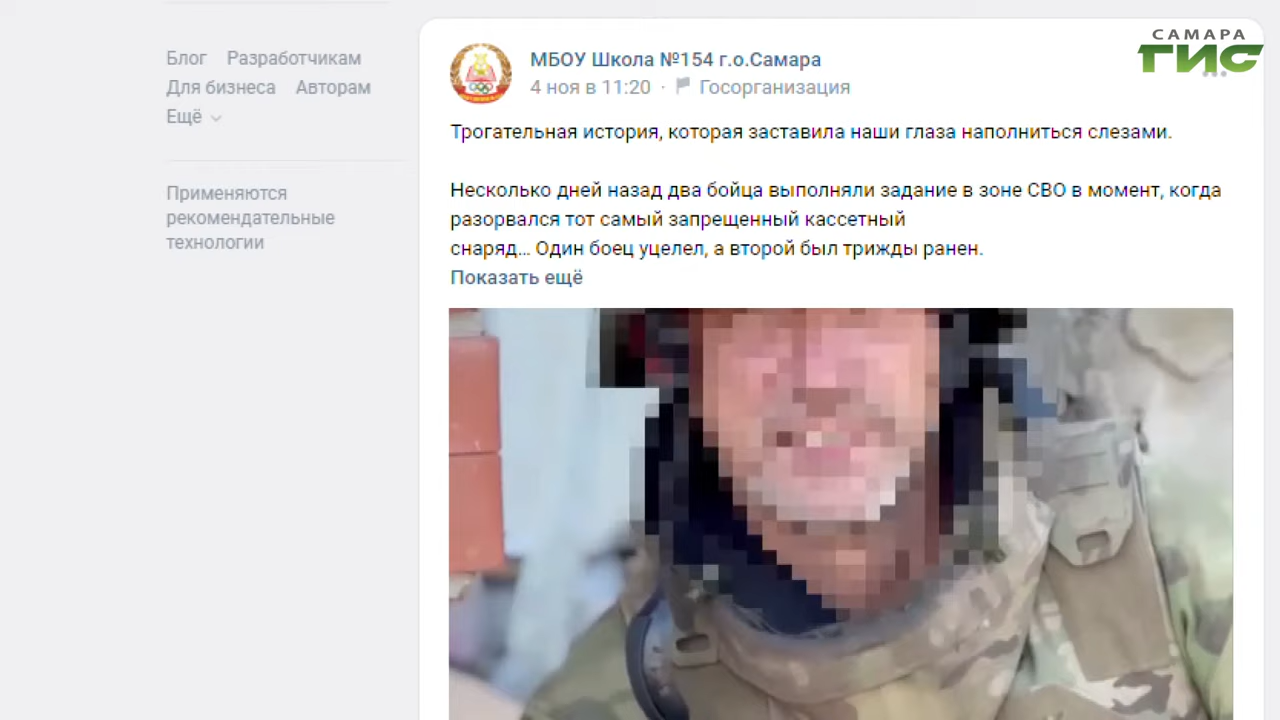 САМАРА
ГИС
Блог Разработчикам
Для бизнеса Авторам
Ещё
Применяются
рекомендательные
технологии
МБОУ Школа №154 г.о.Самара
4 ноя в 11:20 · Госорганизация
Трогательная история, которая заставила наши глаза наполниться слезами.
Несколько дней назад два бойца выполняли задание в зоне СВО в момент, когда
разорвался тот самый запрещенный кассетный
снаряд... Один боец уцелел, а второй был трижды ранен.
Показать ещё